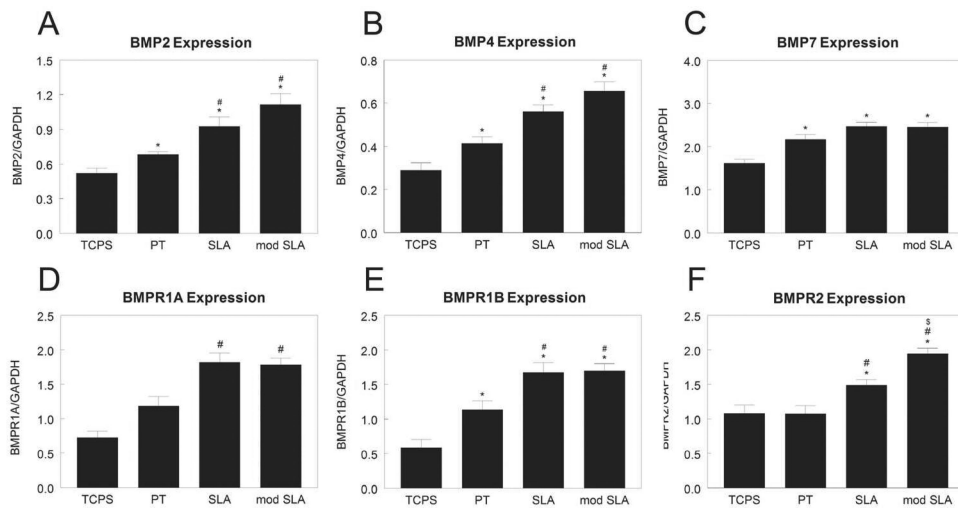 A
BMP2 Expression
BMP2/GAPDH
1.5
1.2
0.9
0.6
0.3
0.0
*
#
*
#
*
TCPS PT SLA mod SLA
B
BMP4 Expression
BMP4/GAPDH
0.8
0.6
0.4
0.2
0.0
*
#
*
#
*
TCPS PT SLA mod SLA
C
BMP7 Expression
BMP7/GAPDH
4.0
3.0
2.0
1.0
0.0
* * *
TCPS PT SLA mod SLA
D
BMPR1A Expression
BMPR1A/GAPDH
2.5
2.0
1.5
1.0
0.5
0.0
# #
TCPS PT SLA mod SLA
E
BMPR1B Expression
BMPR1B/GAPDH
2.5
2.0
1.5
1.0
0.5
0.0
*
#
*
#
*
TCPS PT SLA mod SLA
F
BMPR2 Expression
BMPR2/GAPDH
2.5
2.0
1.5
1.0
0.5
0.0
#
*
$
#
*
TCPS PT SLA mod SLA